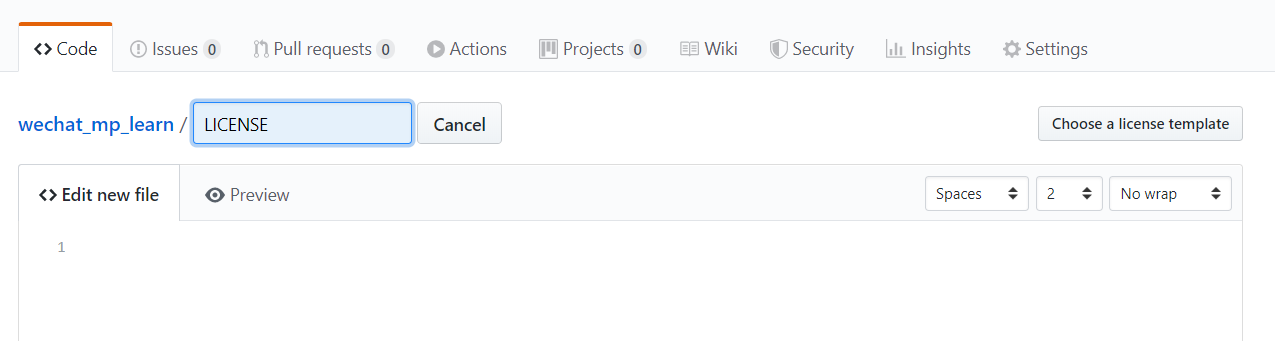 Code Issues 0 Pull requests 0 Actions Projects 0 Wiki Security Insights Settings
wechat_mp_learn / LICENSE Cancel Choose a license template
Edit new file Preview Spaces 2 No wrap
1